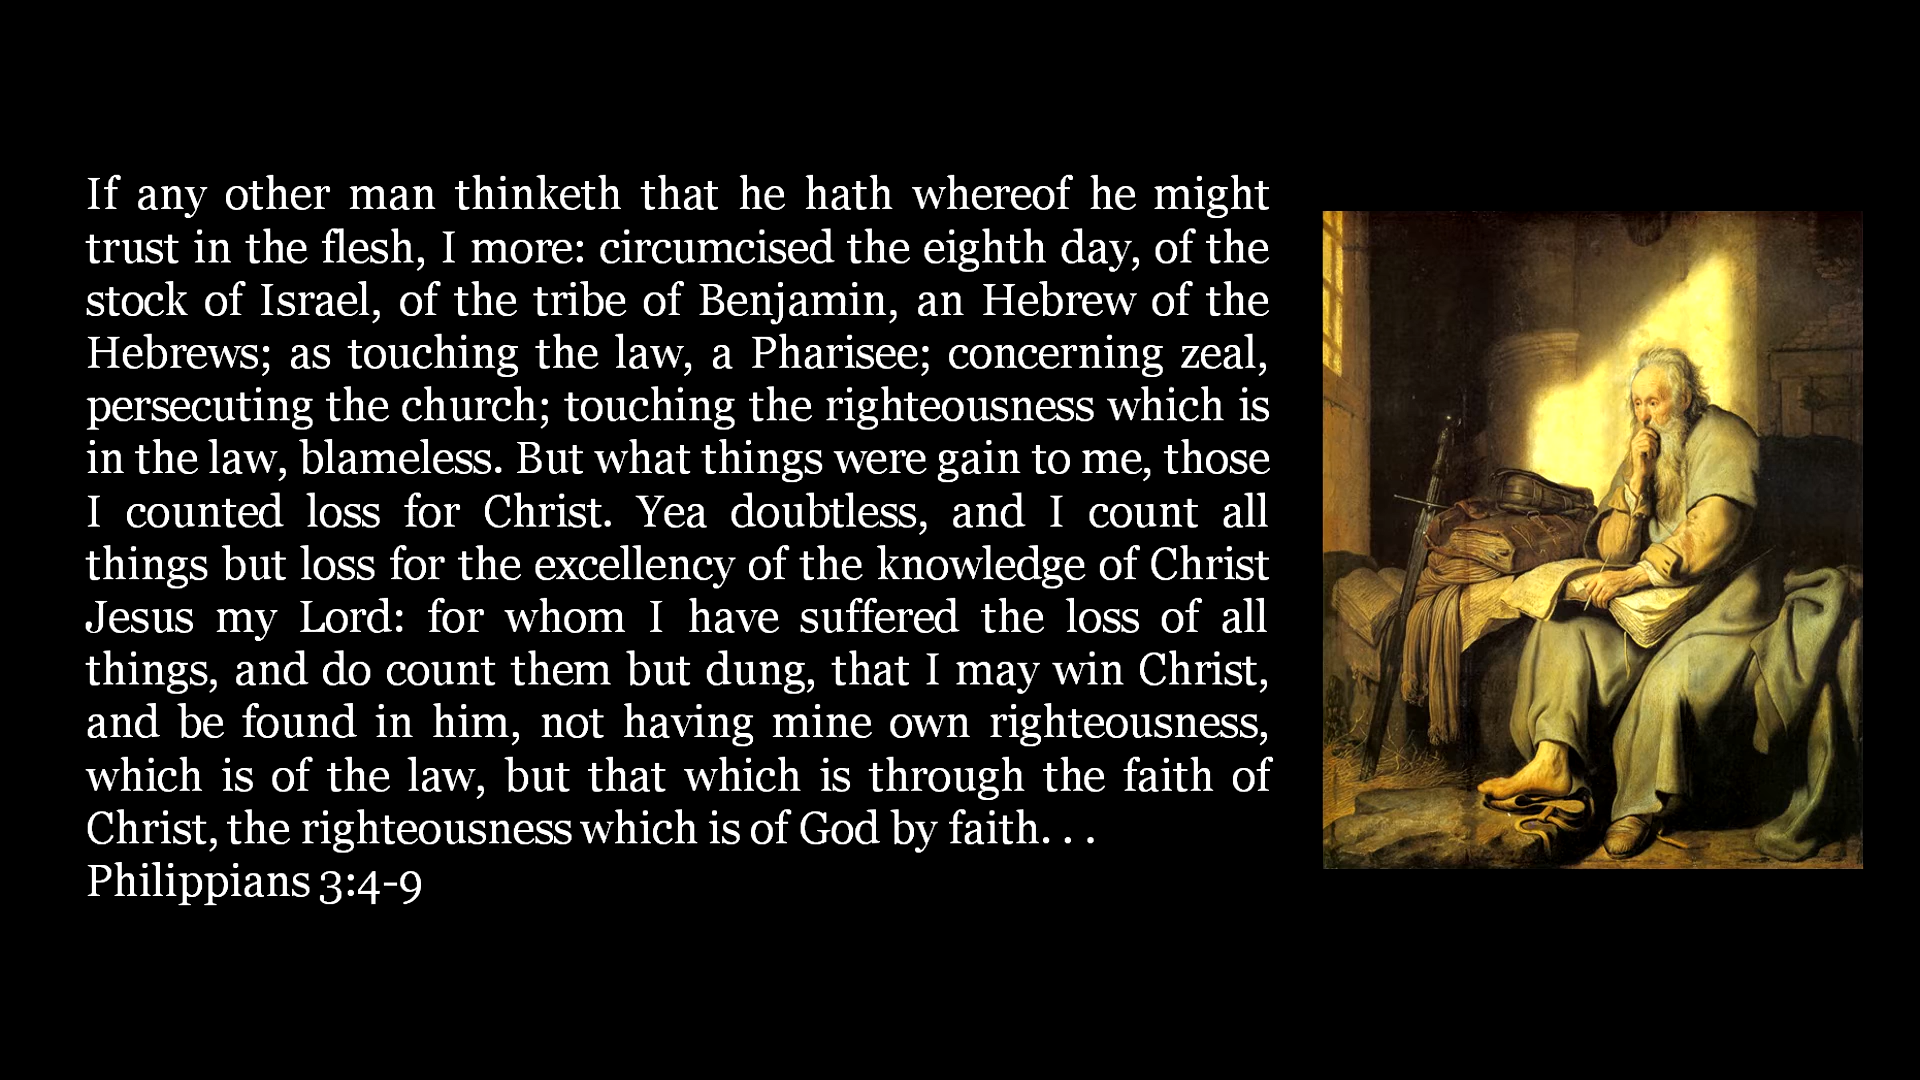 If any other man thinketh that he hath whereof he might
trust in the flesh, I more: circumcised the eighth day, of the
stock of Israel, of the tribe of Benjamin, an Hebrew of the
Hebrews; as touching the law, a Pharisee; concerning zeal,
persecuting the church; touching the righteousness which is
in the law, blameless. But what things were gain to me, those
I counted loss for Christ. Yea doubtless, and I count all
things but loss for the excellency of the knowledge of Christ
Jesus my Lord: for whom I have suffered the loss of all
things, and do count them but dung, that I may win Christ,
and be found in him, not having mine own righteousness,
which is of the law, but that which is through the faith of
Christ, the righteousness which is of God by faith. . .
Philippians 3:4-9